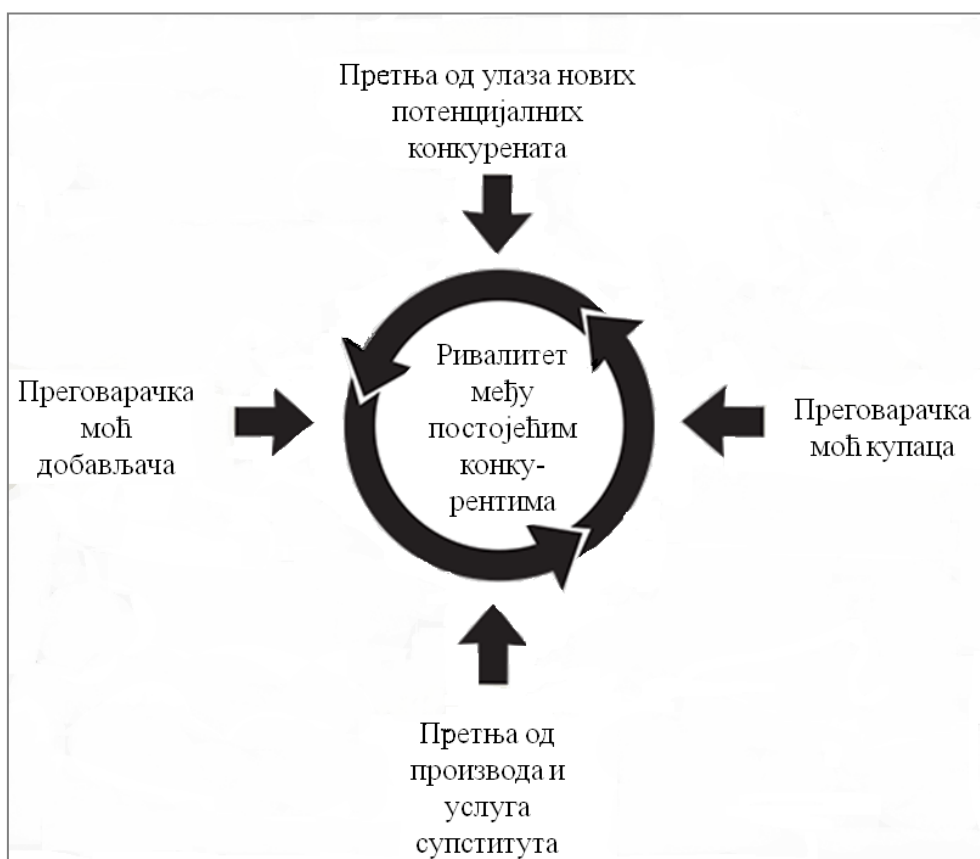 Претња од улаза нових
потенцијалних
конкурената
Преговарачка
моћ
добављача
Ривалитет
међу
постојећим
конку-
рентима
Преговарачка
моћ купаца
Претња од
производа и
услуга
супститута